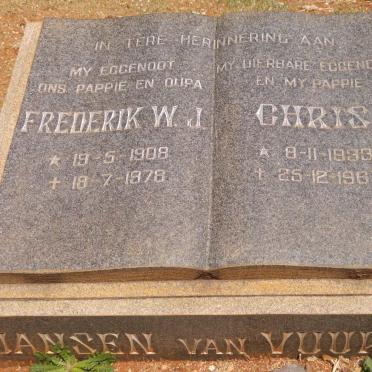 IN TERE HERINNERING AAN
MY EGGENOOT
ONS PAPPIE EN OUPA
FREDERIK W. J.
* 19-5-1908
+ 18-7-1978
MY DIERBARE EGGENO
EN MY PAPPIE
CHRIS
* 8-11-1933
+ 25-12-196
JANSEN VAN VUUR